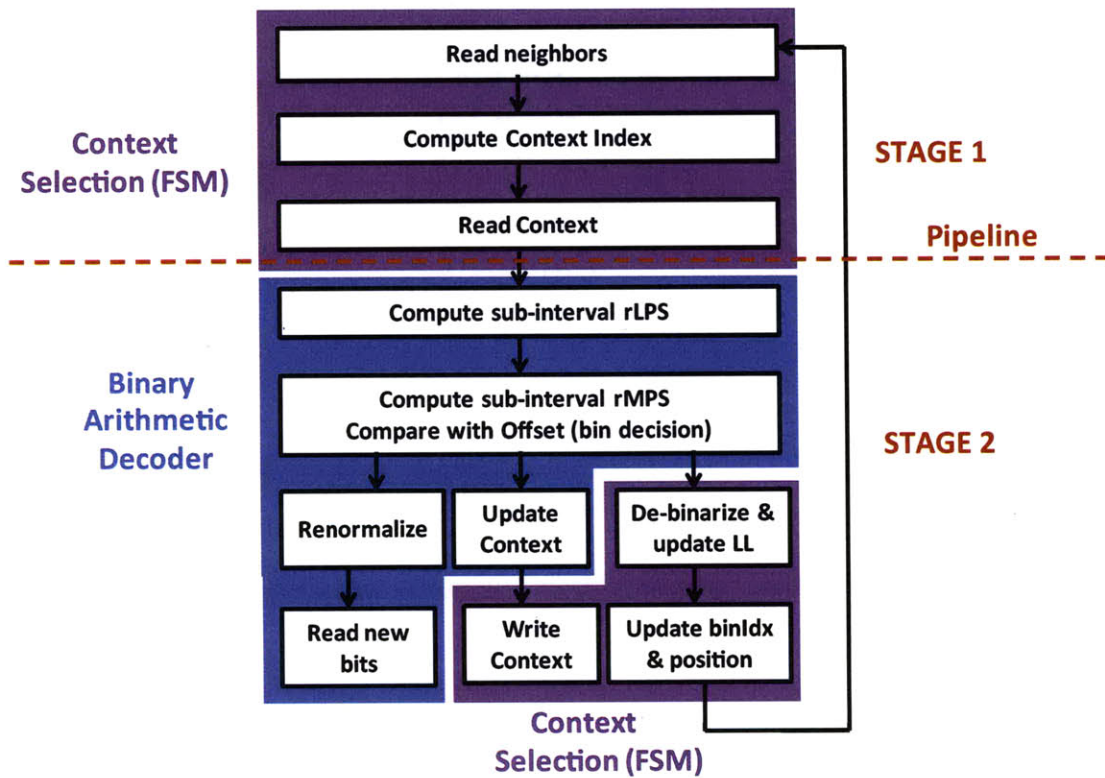 Read neighbors
Context
Selection (FSM)
Compute Context Index
STAGE 1
Read Context
Pipeline
Compute sub-interval rLPS
Binary
Arithmetic
Decoder
Compute sub-interval rMPS
Compare with Offset (bin decision)
STAGE 2
Renormalize
Update
Context
De-binarize &
update LL
Read new
bits
Write
Context
Update binIdx
& position
Context
Selection (FSM)